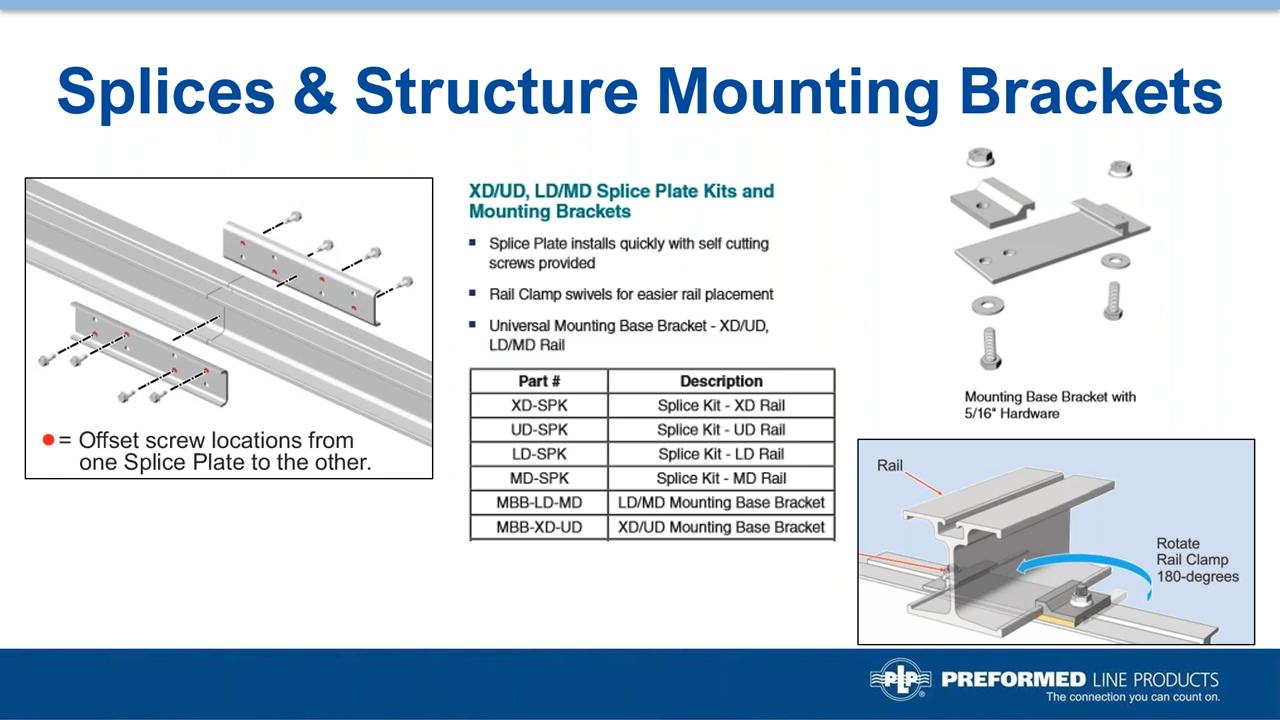 Splices & Structure Mounting Brackets
= Offset screw locations from
one Splice Plate to the other.
XD/UD, LD/MD Splice Plate Kits and
Mounting Brackets
Splice Plate installs quickly with self cutting
screws provided
Rail Clamp swivels for easier rail placement
Universal Mounting Base Bracket - XD/UD,
LD/MD Rail
Part # Description
XD-SPK Splice Kit - XD Rail
UD-SPK Splice Kit - UD Rail
LD-SPK Splice Kit - LD Rail
MD-SPK Splice Kit - MD Rail
MBB-LD-MD LD/MD Mounting Base Bracket
MBB-XD-UD XD/UD Mounting Base Bracket
Mounting Base Bracket with
5/16" Hardware
Rail
Rotate
Rail Clamp
180-degrees
PLP®
PREFORMED LINE PRODUCTS
The connection you can count on.